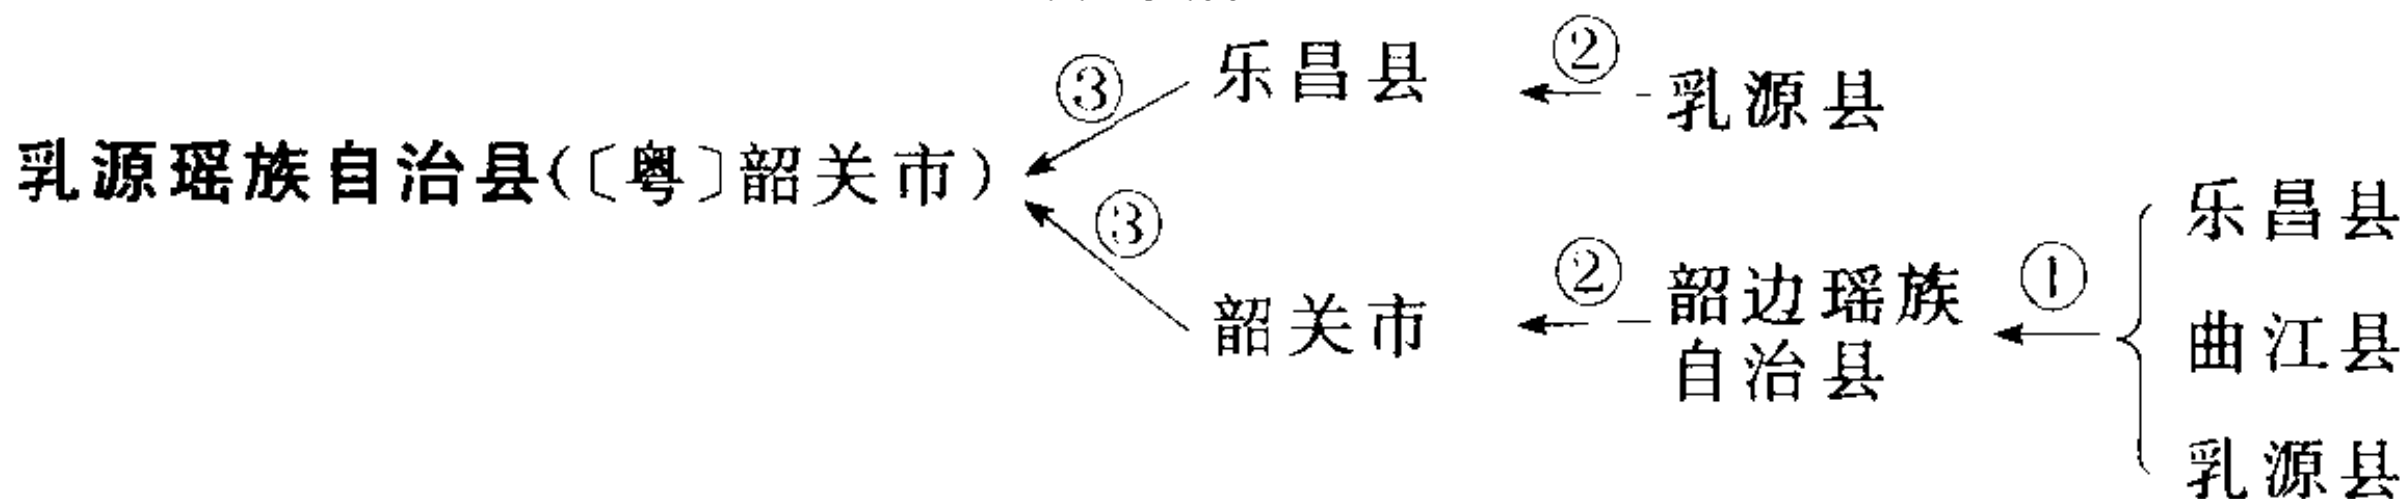 乐昌县
②
乳源县
③
乳源瑶族自治县(〔粤〕韶关市)
③
韶关市
②
韶边瑶族
自治县
①
乐昌县
曲江县
乳源县